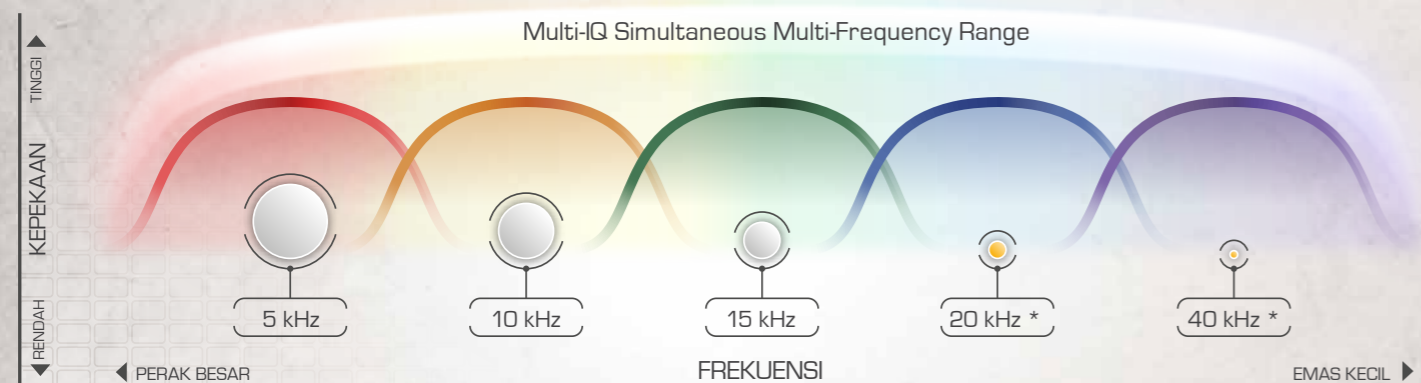 Multi-IQ Simultaneous Multi-Frequency Range
TINGGI
KEPEKAAN
RENDAH
5 kHz
10 kHz
15 kHz
20 kHz *
40 kHz *
PERAK BESAR
FREKUENSI
EMAS KECIL